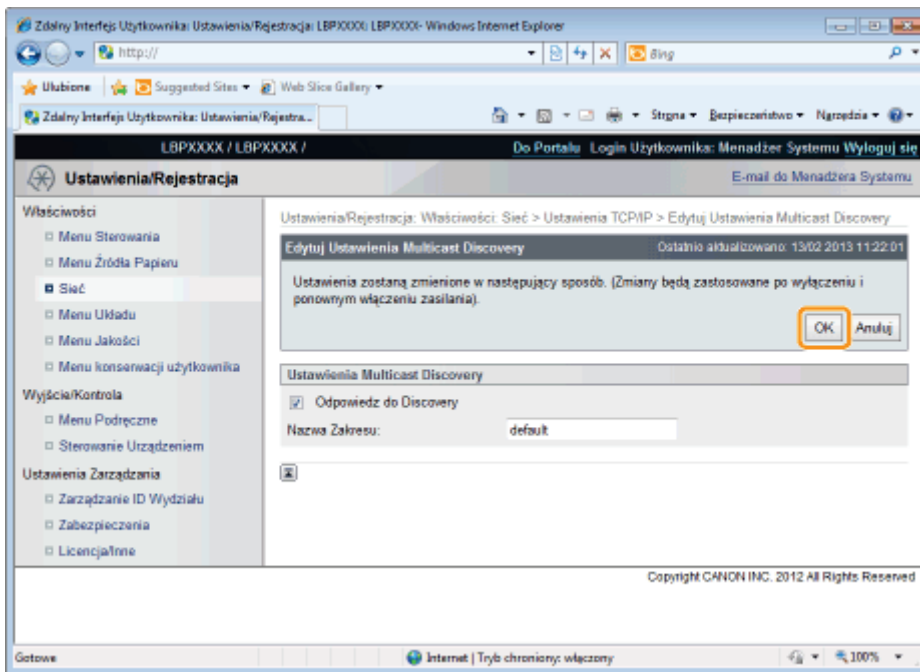 Zdalny Interfejs Użytkownika: Ustawienia/Rejestracja: LBPXXXX: LBPXXXX- Windows Internet Explorer
http://
Bing
Ulubione Suggested Sites Web Slice Gallery
Zdalny Interfejs Użytkownika: Ustawienia/Rejestra... Strona Bezpieczeństwo Narzędzia
LBPXXXX / LBPXXXX / Do Portalu Login Użytkownika: Menadżer Systemu Wyloguj się
Ustawienia/Rejestracja E-mail do Menadżera Systemu
Właściwości
Menu Sterowania
Menu Źródła Papieru
Sieć
Menu Układu
Menu Jakości
Menu konserwacji użytkownika
Wyjście/Kontrola
Menu Podręczne
Sterowanie Urządzeniem
Ustawienia Zarządzania
Zarządzanie ID Wydziału
Zabezpieczenia
Licencja/Inne
Ustawienia/Rejestracja: Właściwości: Sieć > Ustawienia TCP/IP > Edytuj Ustawienia Multicast Discovery
Edytuj Ustawienia Multicast Discovery Ostatnio aktualizowano: 13/02 2013 11:22:01
Ustawienia zostaną zmienione w następujący sposób. (Zmiany będą zastosowane po wyłączeniu i
ponownym włączeniu zasilania).
OK Anuluj
Ustawienia Multicast Discovery
Odpowiedz do Discovery
Nazwa Zakresu: default
Copyright CANON INC. 2012 All Rights Reserved
Gotowe Internet | Tryb chroniony: włączony 100%